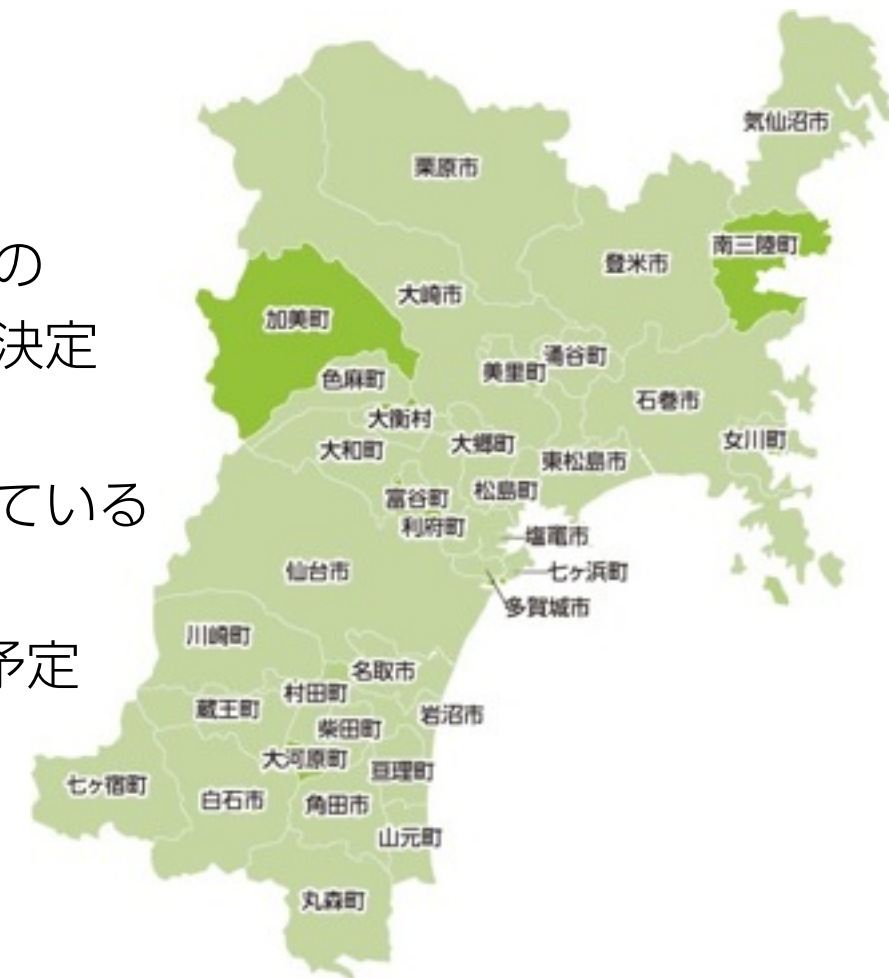 の
決定
ている
予定
気仙沼市
栗原市
南三陸町
登米市
大崎市
加美町
涌谷町
美里町
色麻町
石巻市
大衡村
女川町
大郷町
大和町
東松島市
松島町
富谷町
利府町
塩竈市
仙台市
七ヶ浜町
多賀城市
川崎町
名取市
村田町
蔵王町
岩沼市
柴田町
大河原町
亘理町
七ヶ宿町
白石市
角田市
山元町
丸森町